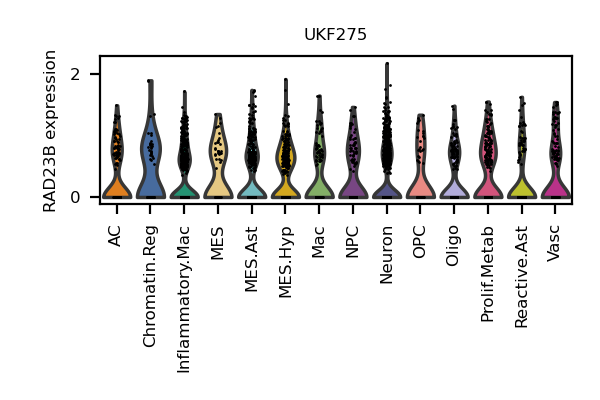 UKF275
RAD23B expression
2
0
AC
Chromatin.Reg
Inflammatory.Mac
MES
MES.Ast
MES.Hyp
Mac
NPC
Neuron
OPC
Oligo
Prolif.Metab
Reactive.Ast
Vasc